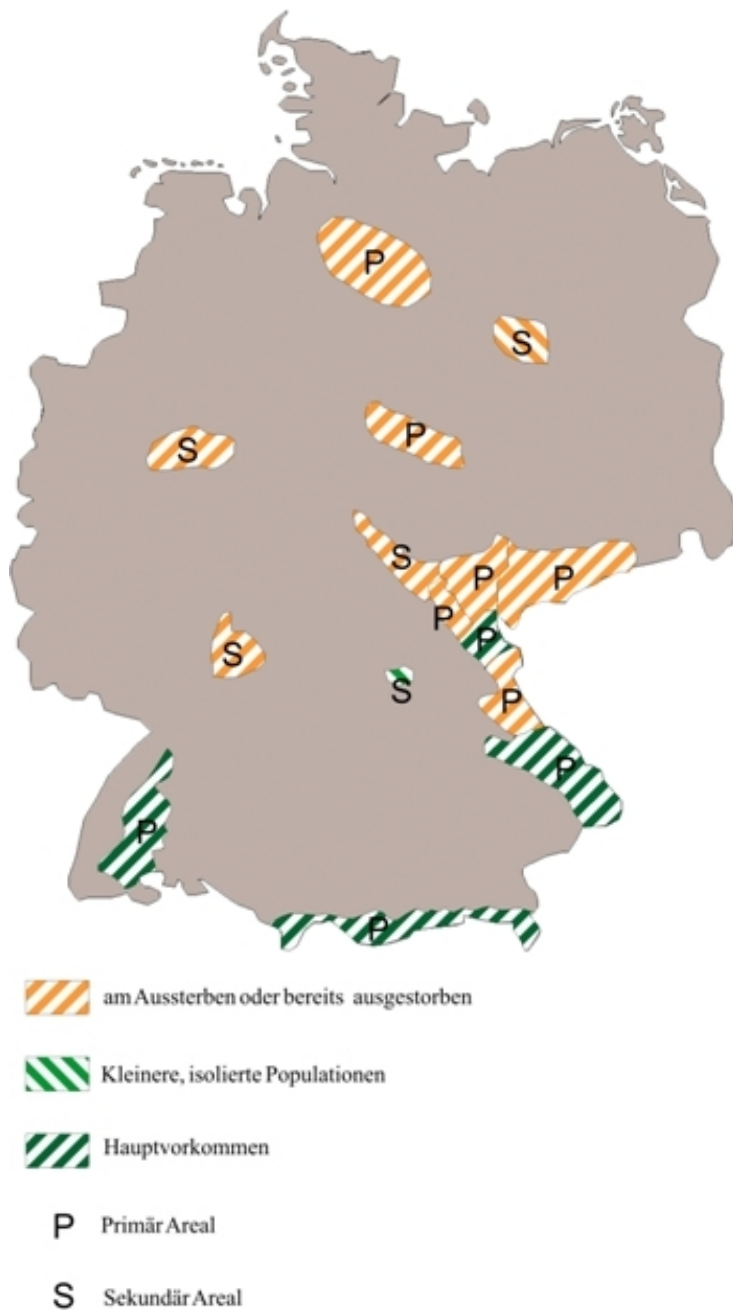 P
S
P
S
S
P
P
P
P
S
S
P
P
P
P
am Aussterben oder bereits ausgestorben
Kleinere, isolierte Populationen
Hauptvorkommen
P Primär Areal
S Sekundär Areal